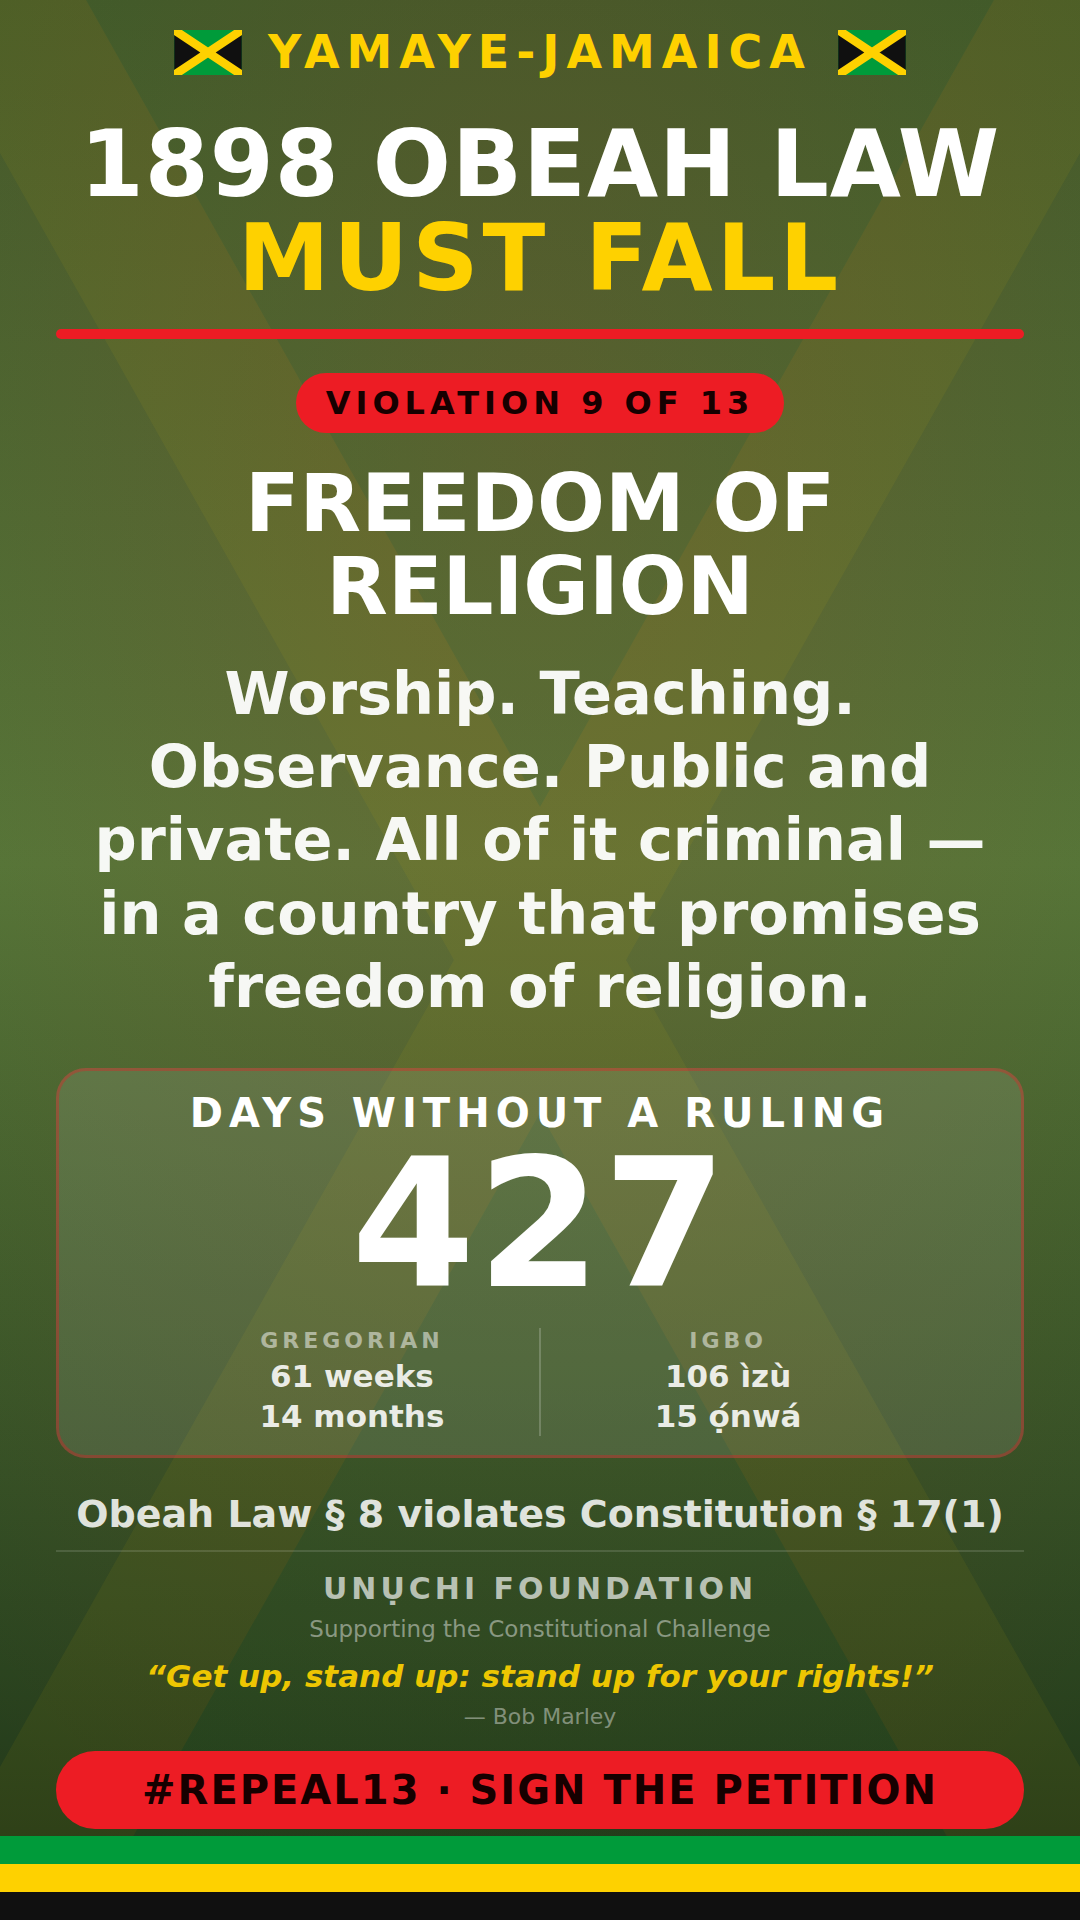 YAMAYE-JAMAICA
1898 OBEAH LAW
MUST FALL
VIOLATION 9 OF 13
FREEDOM OF
RELIGION
Worship. Teaching.
Observance. Public and
private. All of it criminal —
in a country that promises
freedom of religion.
DAYS WITHOUT A RULING
427
GREGORIAN
61 weeks
14 months
IGBO
106 ìzù
15 ọ́nwá
Obeah Law § 8 violates Constitution § 17(1)
UNỤCHI FOUNDATION
Supporting the Constitutional Challenge
“Get up, stand up: stand up for your rights!”
— Bob Marley
#REPEAL13 · SIGN THE PETITION